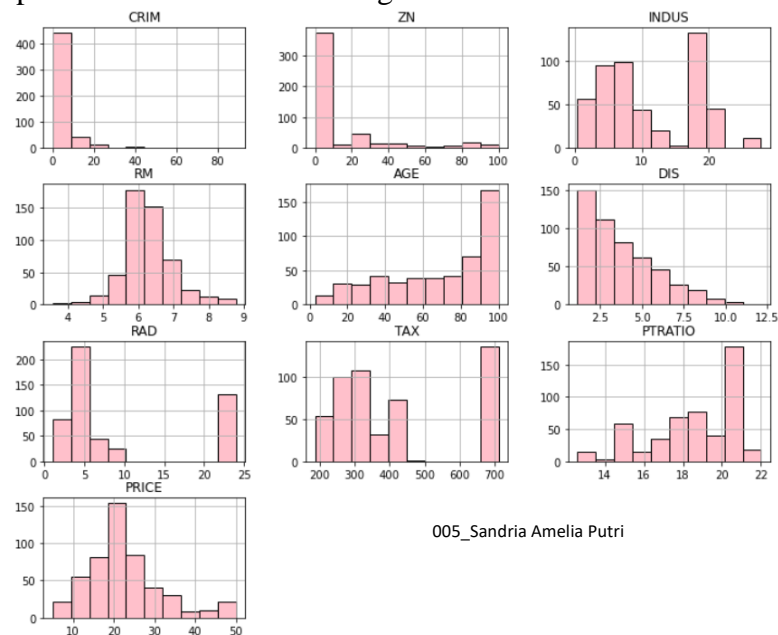 CRIM ZN INDUS
400 300 200 100 0
300 200 100 0
100 50 0
0 20 40 60 80
0 20 40 60 80 100
0 10 20
RM AGE DIS
150 100 50 0
150 100 50 0
150 100 50 0
4 5 6 7 8 9
0 20 40 60 80 100
2.5 5.0 7.5 10.0 12.5
RAD TAX PTRATIO
200 150 100 50 0
100 50 0
150 100 50 0
0 5 10 15 20 25
200 300 400 500 600 700
14 16 18 20 22
PRICE
150 100 50 0
10 20 30 40 50
005_Sandria Amelia Putri